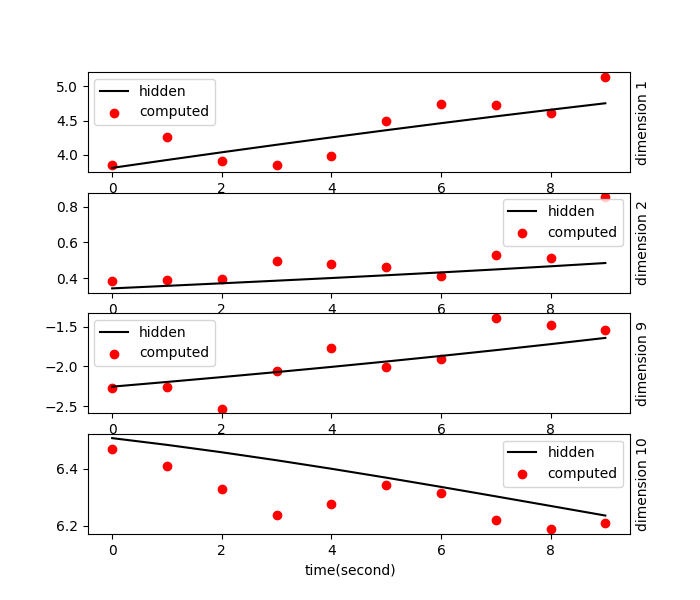 5.0
4.5
4.0
hidden
computed
dimension 1
0 2 4 6 8
0.8
0.6
0.4
hidden
computed
dimension 2
0 2 4 6 8
−1.5
−2.0
−2.5
hidden
computed
dimension 9
0 2 4 6 8
6.4
6.2
hidden
computed
dimension 10
0 2 4 6 8
time(second)